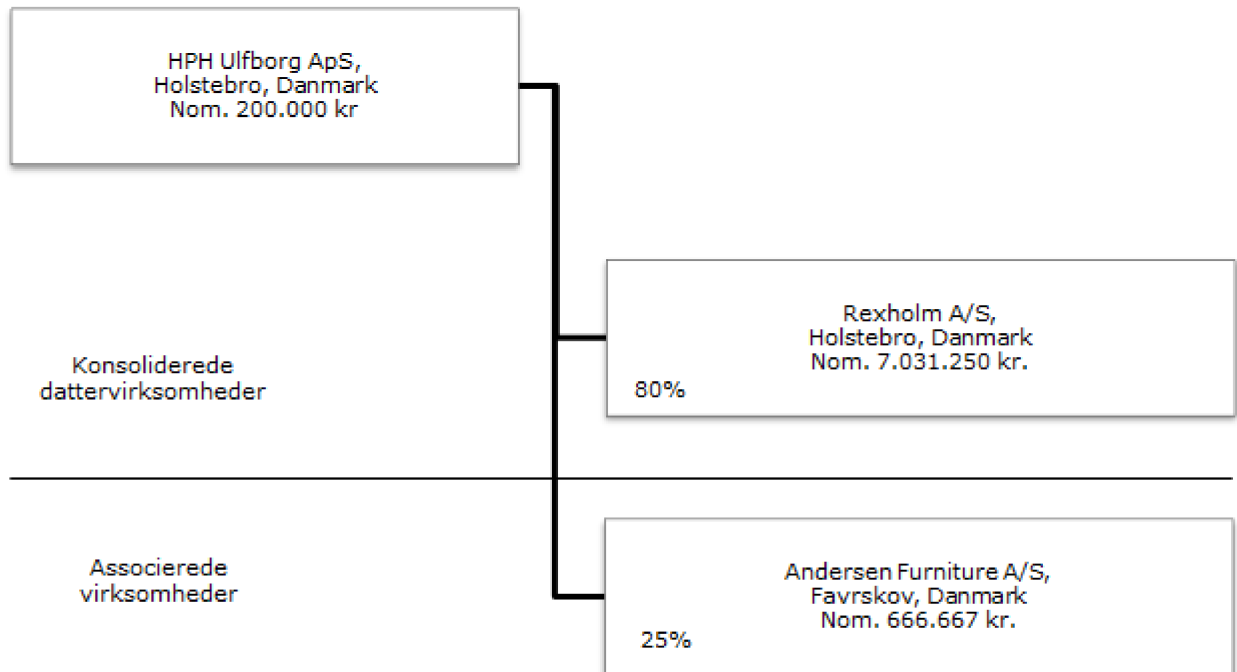 HPH Ulfborg ApS,
Holstebro, Danmark
Nom. 200.000 kr
Rexholm A/S,
Holstebro, Danmark
Nom. 7.031.250 kr.
80%
Konsoliderede
dattervirksomheder
Associerede
virksomheder
Andersen Furniture A/S,
Favrskov, Danmark
Nom. 666.667 kr.
25%